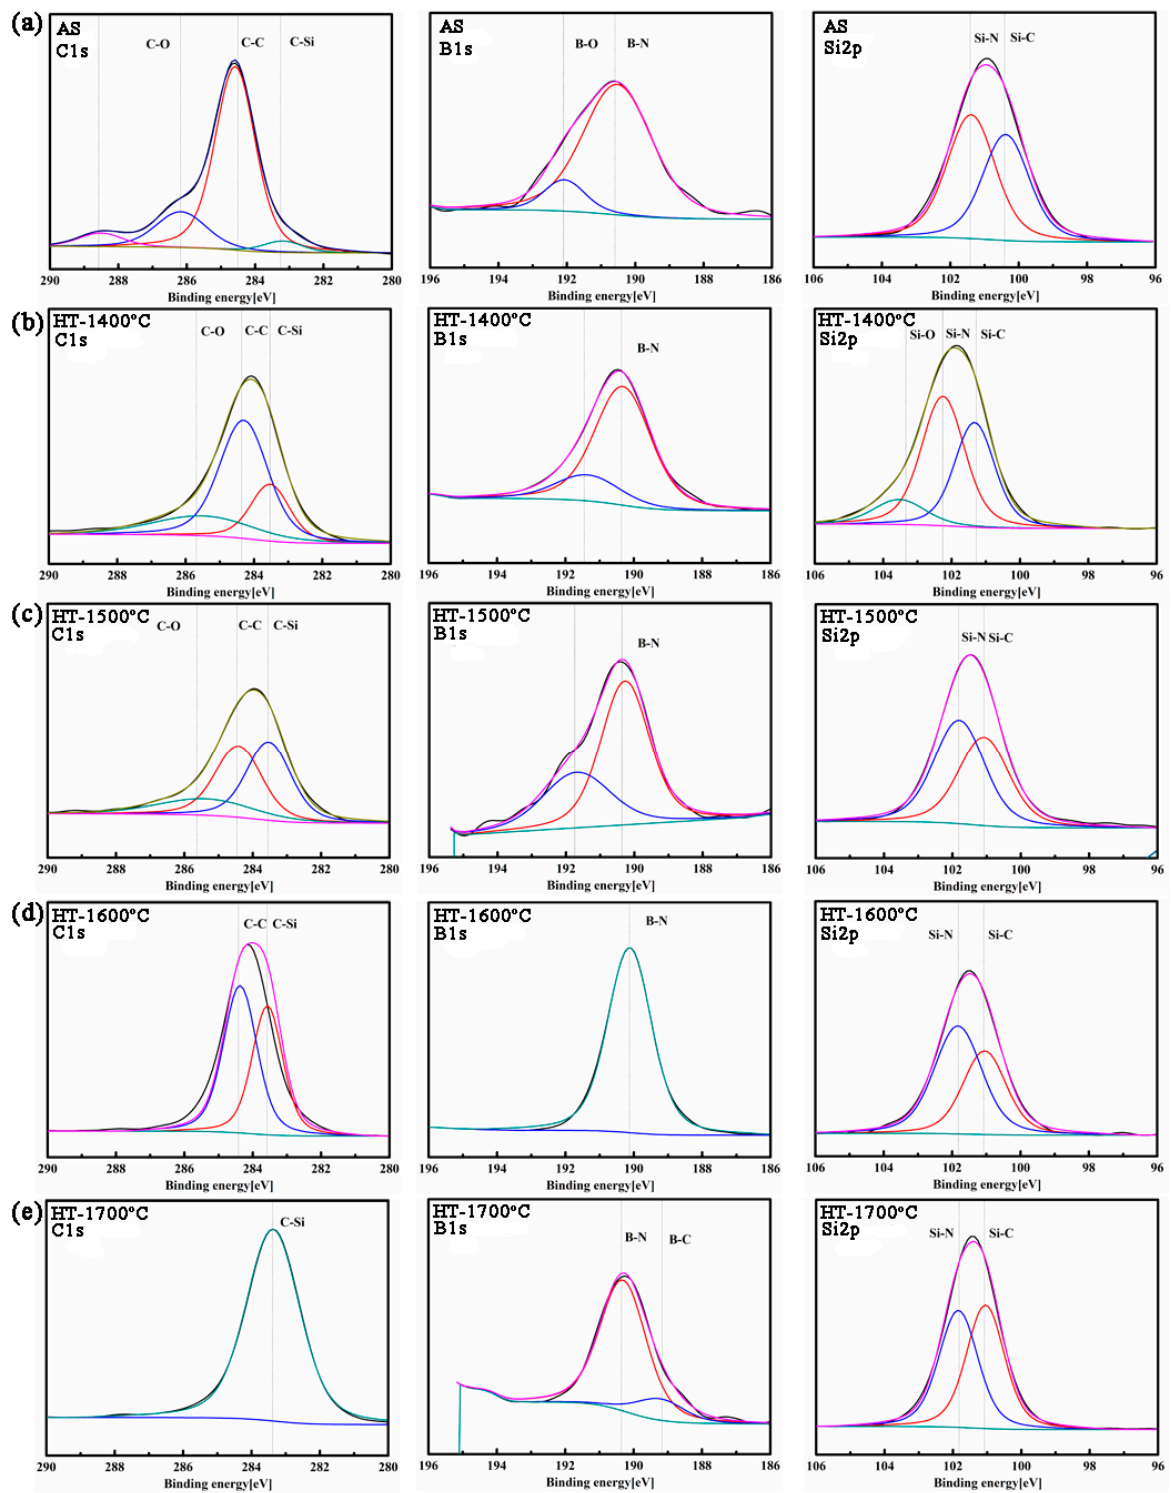 (a)
AS
C1s
C-O
C-C
C-Si
290 288 286 284 282 280
Binding energy[eV]
AS
B1s
B-O
B-N
196 194 192 190 188 186
Binding energy[eV]
AS
Si2p
Si-N
Si-C
106 104 102 100 98 96
Binding energy[eV]
(b)
HT-1400°C
C1s
C-O
C-C
C-Si
290 288 286 284 282 280
Binding energy[eV]
HT-1400°C
B1s
B-N
196 194 192 190 188 186
Binding energy[eV]
HT-1400°C
Si2p
Si-O
Si-N
Si-C
106 104 102 100 98 96
Binding energy[eV]
(c)
HT-1500°C
C1s
C-O
C-C
C-Si
290 288 286 284 282 280
Binding energy[eV]
HT-1500°C
B1s
B-N
196 194 192 190 188 186
Binding energy[eV]
HT-1500°C
Si2p
Si-N
Si-C
106 104 102 100 98 96
Binding energy[eV]
(d)
HT-1600°C
C1s
C-C
C-Si
290 288 286 284 282 280
Binding energy[eV]
HT-1600°C
B1s
B-N
196 194 192 190 188 186
Binding energy[eV]
HT-1600°C
Si2p
Si-N
Si-C
106 104 102 100 98 96
Binding energy[eV]
(e)
HT-1700°C
C1s
C-Si
290 288 286 284 282 280
Binding energy[eV]
HT-1700°C
B1s
B-N
B-C
196 194 192 190 188 186
Binding energy[eV]
HT-1700°C
Si2p
Si-N
Si-C
106 104 102 100 98 96
Binding energy[eV]